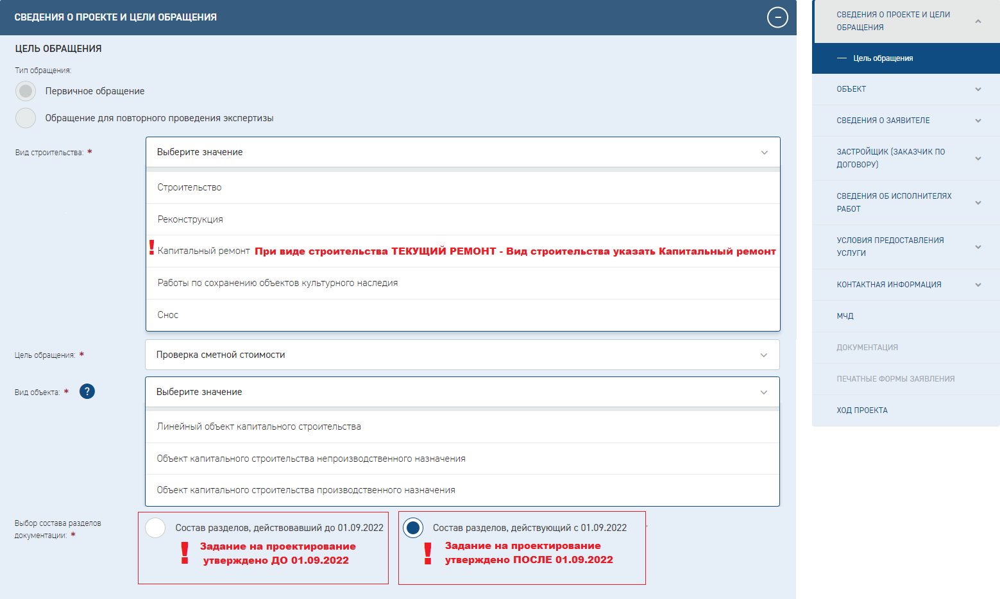 СВЕДЕНИЯ О ПРОЕКТЕ И ЦЕЛИ ОБРАЩЕНИЯ
ЦЕЛЬ ОБРАЩЕНИЯ
Тип обращения:
Первичное обращение
Обращение для повторного проведения экспертизы
Вид строительства: *
Выберите значение
Строительство
Реконструкция
! Капитальный ремонт При виде строительства ТЕКУЩИЙ РЕМОНТ - Вид строительства указать Капитальный ремонт
Работы по сохранению объектов культурного наследия
Снос
Цель обращения: *
Проверка сметной стоимости
Вид объекта: * ?
Выберите значение
Линейный объект капитального строительства
Объект капитального строительства непроизводственного назначения
Объект капитального строительства производственного назначения
Выбор состава разделов
документации: *
Состав разделов, действовавший до 01.09.2022
! Задание на проектирование
утверждено ДО 01.09.2022
Состав разделов, действующий с 01.09.2022
! Задание на проектирование
утверждено ПОСЛЕ 01.09.2022
СВЕДЕНИЯ О ПРОЕКТЕ И ЦЕЛИ
ОБРАЩЕНИЯ
— Цель обращения
ОБЪЕКТ
СВЕДЕНИЯ О ЗАЯВИТЕЛЕ
ЗАСТРОЙЩИК (ЗАКАЗЧИК ПО
ДОГОВОРУ)
СВЕДЕНИЯ ОБ ИСПОЛНИТЕЛЯХ
РАБОТ
УСЛОВИЯ ПРЕДОСТАВЛЕНИЯ
УСЛУГИ
КОНТАКТНАЯ ИНФОРМАЦИЯ
МЧД
ДОКУМЕНТАЦИЯ
ПЕЧАТНЫЕ ФОРМЫ ЗАЯВЛЕНИЯ
ХОД ПРОЕКТА